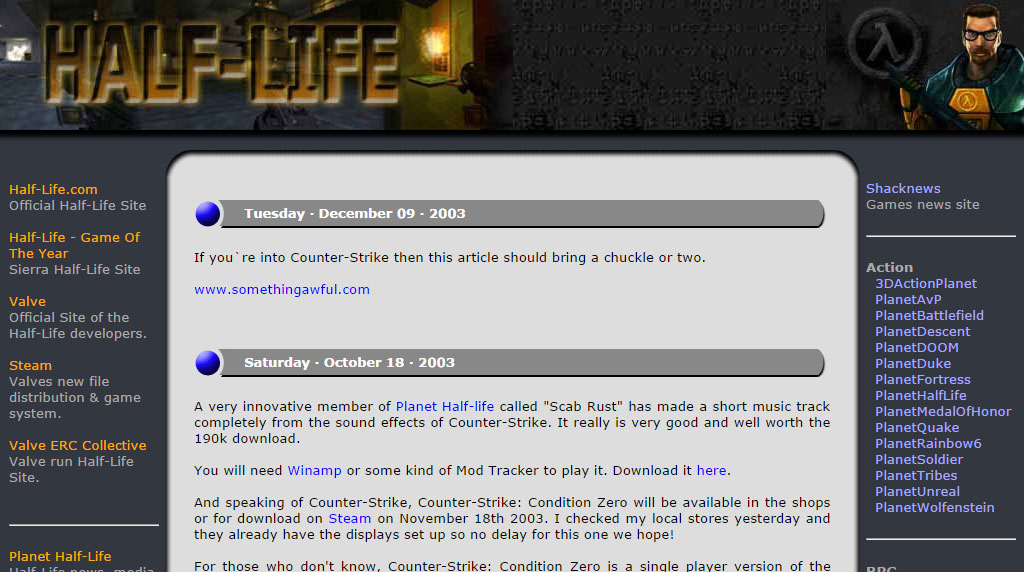 HALF-LIFE
Half-Life.com
Official Half-Life Site
Half-Life - Game Of
The Year
Sierra Half-Life Site
Valve
Official Site of the
Half-Life developers.
Steam
Valves new file
distribution & game
system.
Valve ERC Collective
Valve run Half-Life
Site.
Planet Half-Life
Half-Life news, media
Tuesday · December 09 · 2003
If you`re into Counter-Strike then this article should bring a chuckle or two.
www.somethingawful.com
Saturday · October 18 · 2003
A very innovative member of Planet Half-life called "Scab Rust" has made a short music track
completely from the sound effects of Counter-Strike. It really is very good and well worth the
190k download.
You will need Winamp or some kind of Mod Tracker to play it. Download it here.
And speaking of Counter-Strike, Counter-Strike: Condition Zero will be available in the shops
or for download on Steam on November 18th 2003. I checked my local stores yesterday and
they already have the displays set up so no delay for this one we hope!
For those who don't know, Counter-Strike: Condition Zero is a single player version of the
Shacknews
Games news site
Action
3DActionPlanet
PlanetAvP
PlanetBattlefield
PlanetDescent
PlanetDOOM
PlanetDuke
PlanetFortress
PlanetHalfLife
PlanetMedalOfHonor
PlanetQuake
PlanetRainbow6
PlanetSoldier
PlanetTribes
PlanetUnreal
PlanetWolfenstein
RPG